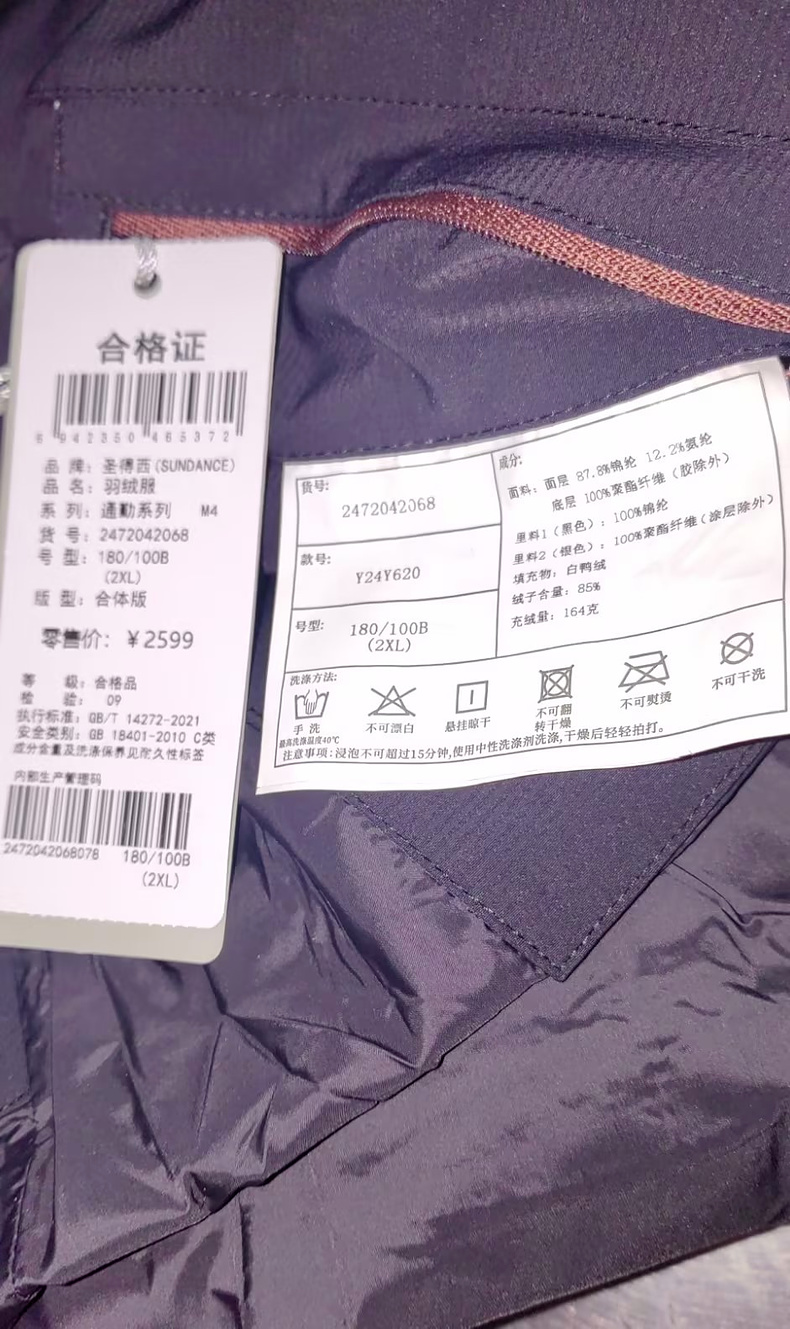 合格证
6 942350 465372
品 牌：圣得西(SUNDANCE)
品 名：羽绒服
系 列：通勤系列 M4
货 号：2472042068
号 型：180/100B
(2XL)
版 型：合体版
零售价：￥2599
等 级：合格品
检 验：09
执行标准：GB/T 14272-2021
安全类别：GB 18401-2010 C类
成分含量及洗涤保养见耐久性标签
内部生产管理码
2472042068078 180/100B
(2XL)
货号：
2472042068
款号：
Y24Y620
号型：
180/100B
(2XL)
成分：
面料：面层 87.8%锦纶 12.2%氨纶
底层 100%聚酯纤维（胶除外）
里料1（黑色）：100%锦纶
里料2（银色）：100%聚酯纤维（涂层除外）
填充物：白鸭绒
绒子含量：85%
充绒量：164克
洗涤方法：
手 洗
最高洗涤温度40℃
不可漂白
悬挂晾干
不可翻
转干燥
不可熨烫
不可干洗
注意事项：浸泡不可超过15分钟,使用中性洗涤剂洗涤,干燥后轻轻拍打。